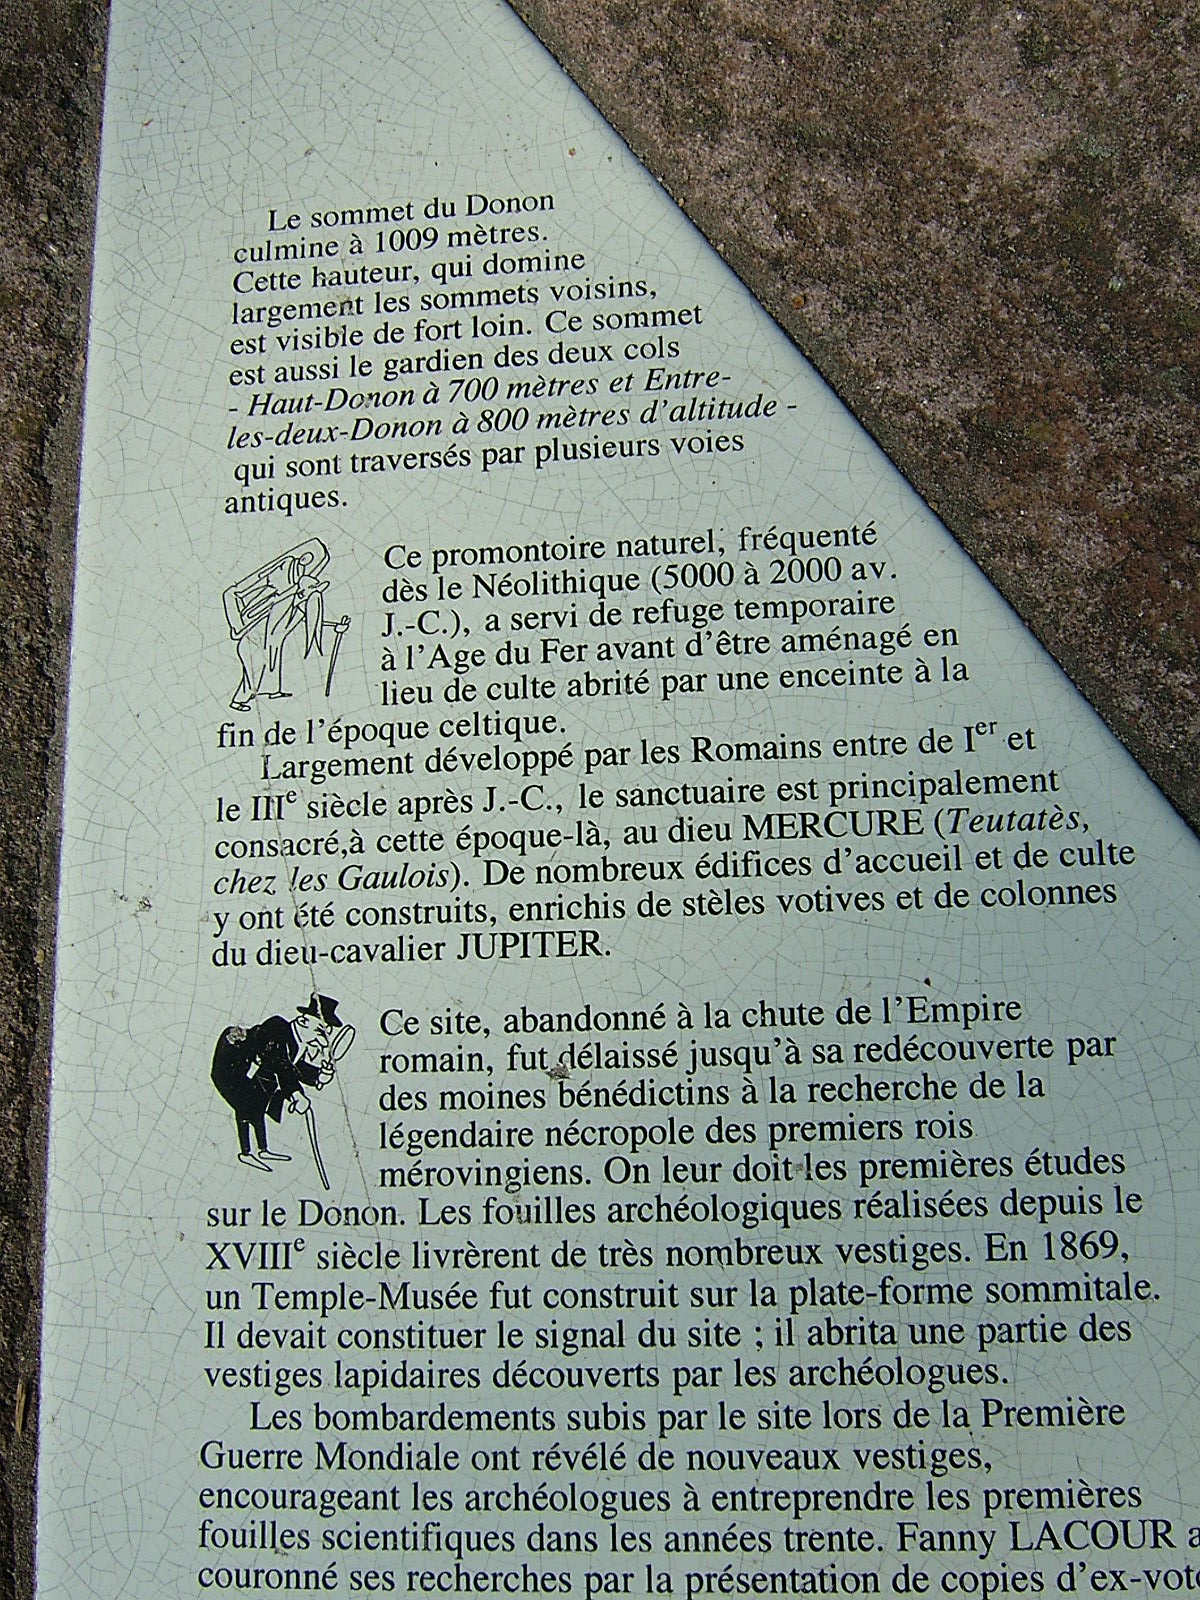 Le sommet du Donon
culmine à 1009 mètres.
Cette hauteur, qui domine
largement les sommets voisins,
est visible de fort loin. Ce sommet
est aussi le gardien des deux cols
- Haut-Donon à 700 mètres et Entre-
les-deux-Donon à 800 mètres d'altitude -
qui sont traversés par plusieurs voies
antiques.
Ce promontoire naturel, fréquenté
dès le Néolithique (5000 à 2000 av.
J.-C.), a servi de refuge temporaire
à l'Age du Fer avant d'être aménagé en
lieu de culte abrité par une enceinte à la
fin de l'époque celtique.
Largement développé par les Romains entre de Ier et
le IIIe siècle après J.-C., le sanctuaire est principalement
consacré,à cette époque-là, au dieu MERCURE (Teutatès,
chez les Gaulois). De nombreux édifices d'accueil et de culte
y ont été construits, enrichis de stèles votives et de colonnes
du dieu-cavalier JUPITER.
Ce site, abandonné à la chute de l'Empire
romain, fut délaissé jusqu'à sa redécouverte par
des moines bénédictins à la recherche de la
légendaire nécropole des premiers rois
mérovingiens. On leur doit les premières études
sur le Donon. Les fouilles archéologiques réalisées depuis le
XVIIIe siècle livrèrent de très nombreux vestiges. En 1869,
un Temple-Musée fut construit sur la plate-forme sommitale.
Il devait constituer le signal du site ; il abrita une partie des
vestiges lapidaires découverts par les archéologues.
Les bombardements subis par le site lors de la Première
Guerre Mondiale ont révélé de nouveaux vestiges,
encourageant les archéologues à entreprendre les premières
fouilles scientifiques dans les années trente. Fanny LACOUR a
couronné ses recherches par la présentation de copies d'ex-voto